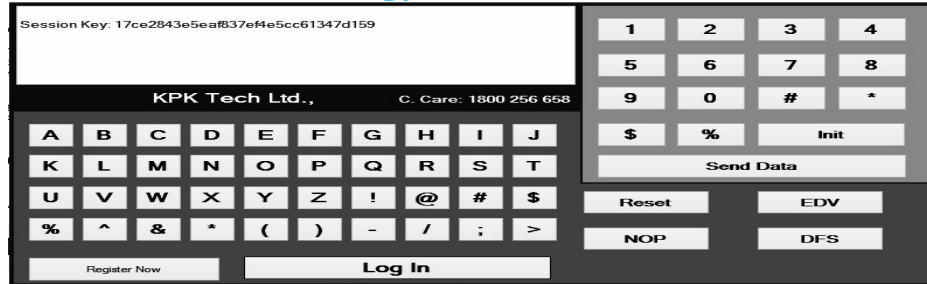 Session Key: 17ce2843e5eaf837ef4e5cc61347d159
KPK Tech Ltd., C. Care: 1800 256 658
A B C D E F G H I J
K L M N O P Q R S T
U V W X Y Z ! @ # $
% ^ & * ( ) - / ; >
Register Now Log In
1 2 3 4
5 6 7 8
9 0 # *
$ % Init
Send Data
Reset EDV
NOP DFS